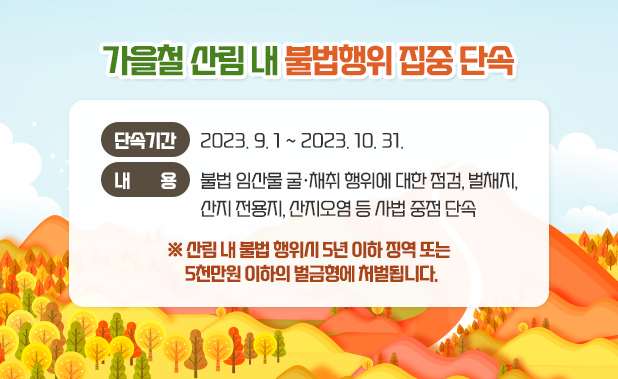 가을철 산림 내 불법행위 집중 단속
단속기간 2023. 9. 1 ~ 2023. 10. 31.
내 용 불법 임산물 굴·채취 행위에 대한 점검, 벌채지,
산지 전용지, 산지오염 등 사법 중점 단속
※ 산림 내 불법 행위시 5년 이하 징역 또는
5천만원 이하의 벌금형에 처벌됩니다.